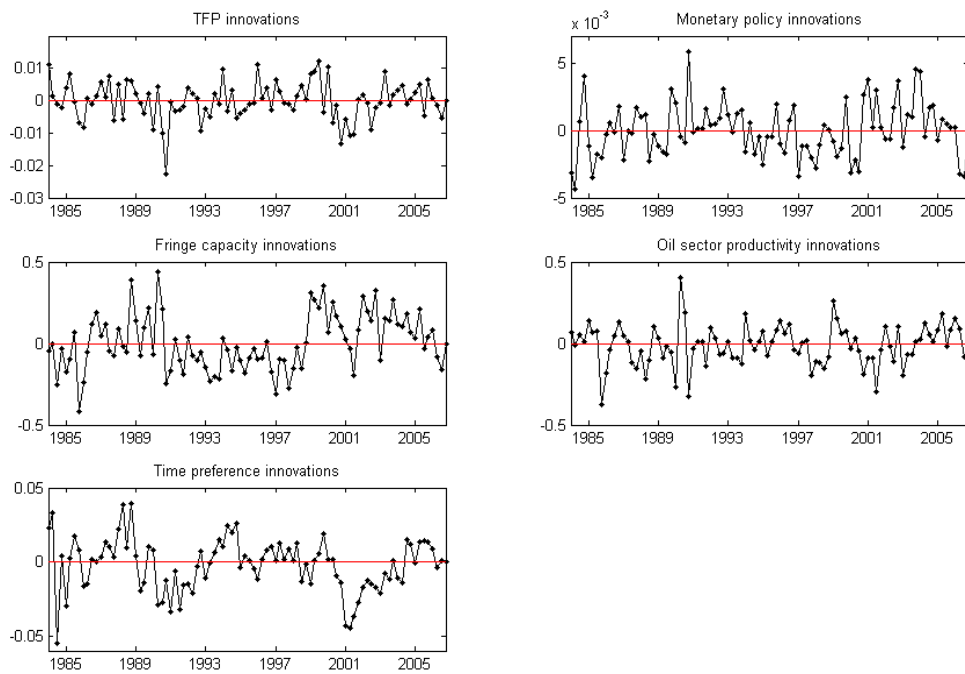 TFP innovations
0.01
0
-0.01
-0.02
-0.03
1985 1989 1993 1997 2001 2005
x 10⁻³ Monetary policy innovations
5
0
-5
1985 1989 1993 1997 2001 2005
Fringe capacity innovations
0.5
0
-0.5
1985 1989 1993 1997 2001 2005
Oil sector productivity innovations
0.5
0
-0.5
1985 1989 1993 1997 2001 2005
Time preference innovations
0.05
0
-0.05
1985 1989 1993 1997 2001 2005